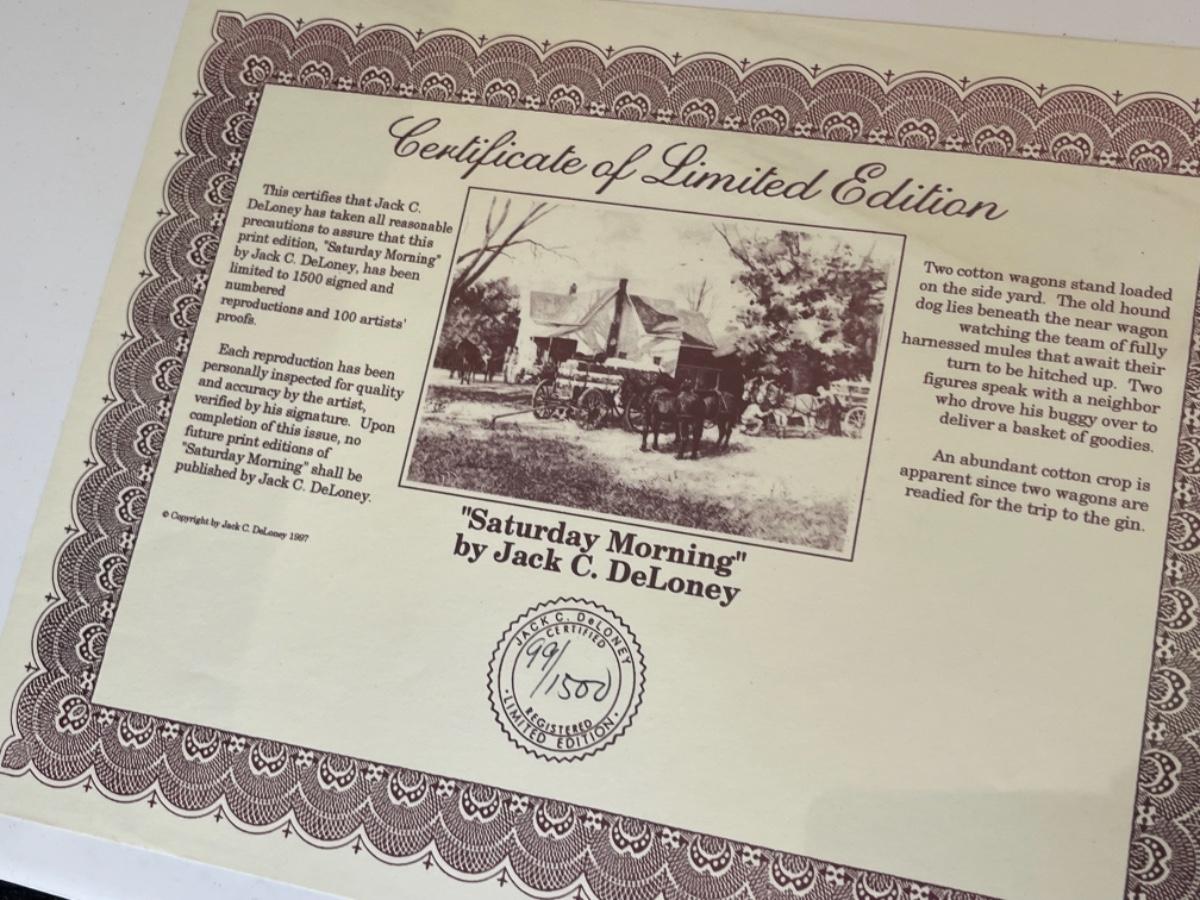 Certificate of Limited Edition
This certifies that Jack C.
DeLoney has taken all reasonable
precautions to assure that this
print edition, "Saturday Morning"
by Jack C. DeLoney, has been
limited to 1500 signed and
numbered
reproductions and 100 artists'
proofs.
Each reproduction has been
personally inspected for quality
and accuracy by the artist,
verified by his signature. Upon
completion of this issue, no
future print editions of
"Saturday Morning" shall be
published by Jack C. DeLoney.
© Copyright by Jack C. DeLoney 1997
Two cotton wagons stand loaded
on the side yard. The old hound
dog lies beneath the near wagon
watching the team of fully
harnessed mules that await their
turn to be hitched up. Two
figures speak with a neighbor
who drove his buggy over to
deliver a basket of goodies.
An abundant cotton crop is
apparent since two wagons are
readied for the trip to the gin.
"Saturday Morning"
by Jack C. DeLoney
JACK C. DeLONEY
CERTIFIED
99/
1500
REGISTERED
·LIMITED EDITION·